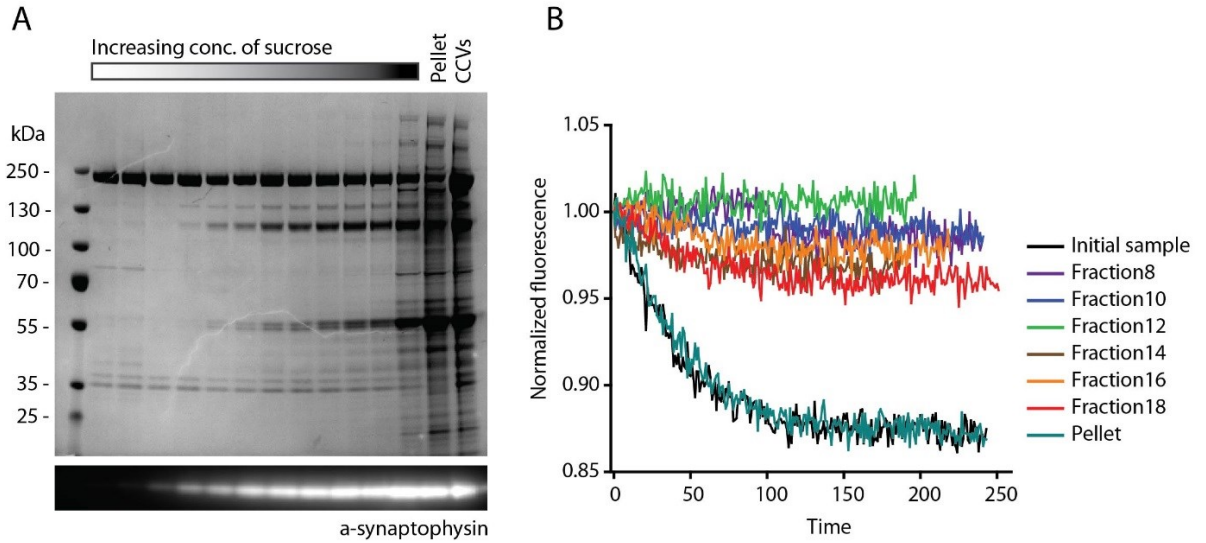 A
Increasing conc. of sucrose
Pellet
CCVs
kDa
250 -
130 -
100 -
70 -
55 -
35 -
25 -
a-synaptophysin
B
1.05
1.00
0.95
0.90
0.85
Normalized fluorescence
0
50
100
150
200
250
Time
Initial sample
Fraction8
Fraction10
Fraction12
Fraction14
Fraction16
Fraction18
Pellet